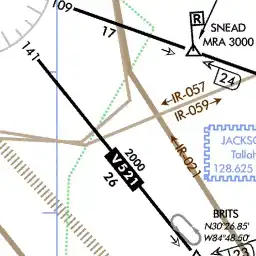 109
17
R
SNEAD
MRA 3000
24
141
IR-057
IR-059
IR-021
2000
V521
26
JACKSO
Tallah
128.625
BRITS
N30°26.85'
W84°48.50'
23